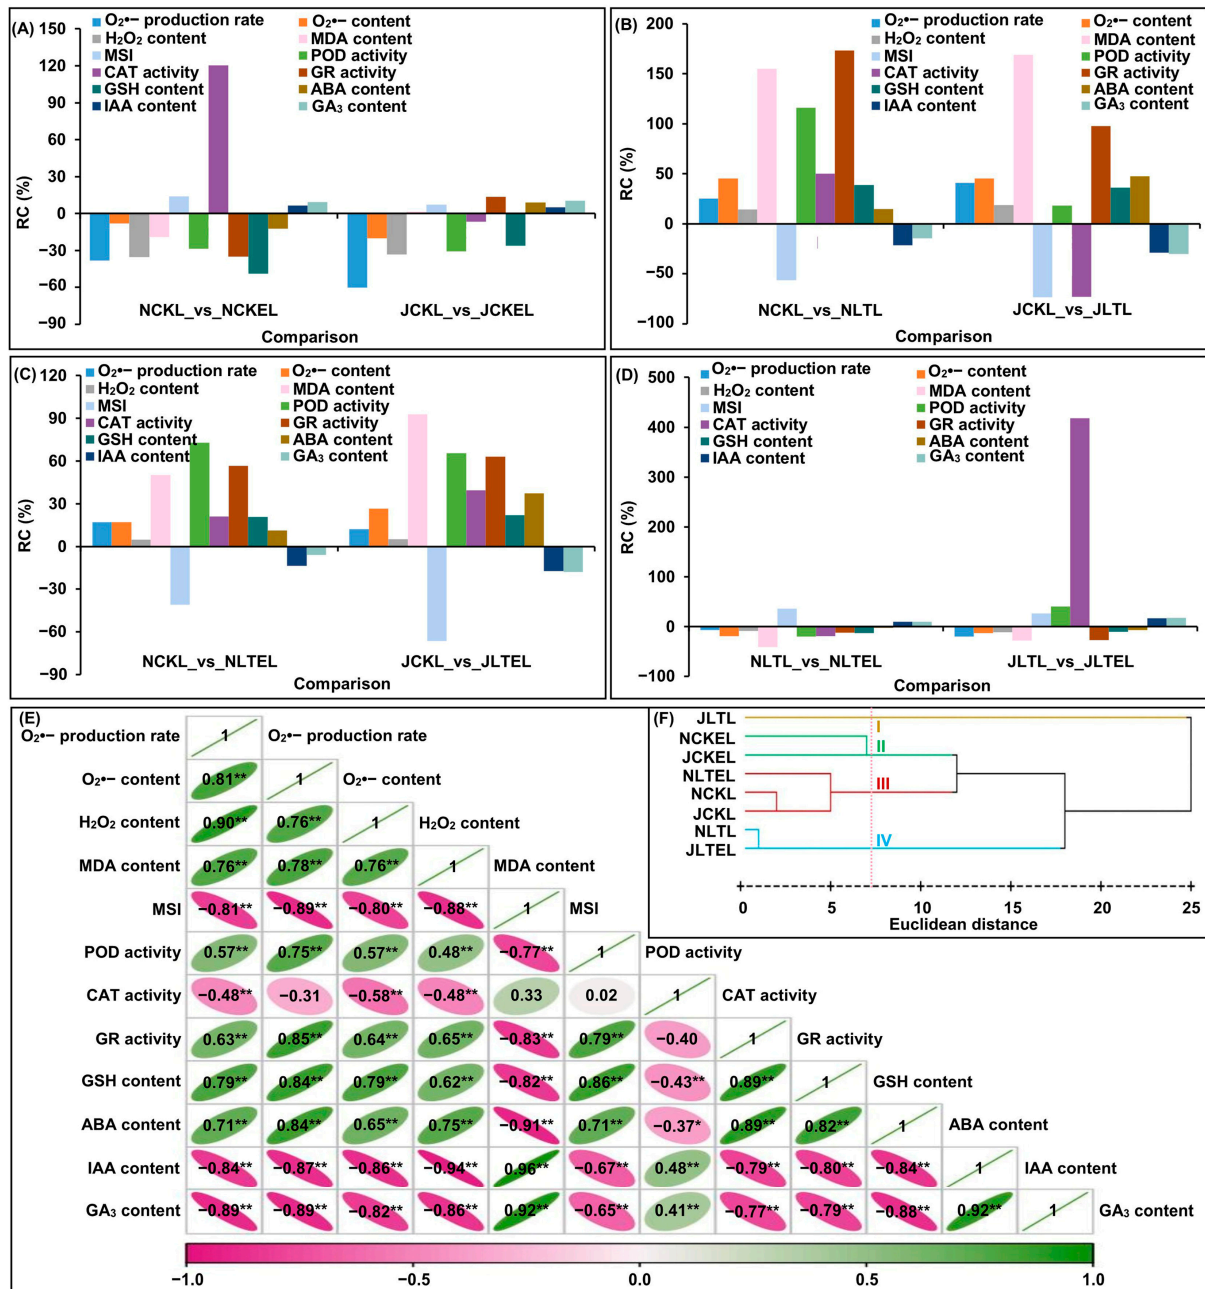 (A)
O₂•− production rate
O₂•− content
H₂O₂ content
MDA content
MSI
POD activity
CAT activity
GR activity
GSH content
ABA content
IAA content
GA₃ content
150
120
90
60
30
0
−30
−60
−90
RC (%)
NCKL_vs_NCKEL
JCKL_vs_JCKEL
Comparison
(B)
O₂•− production rate
O₂•− content
H₂O₂ content
MDA content
MSI
POD activity
CAT activity
GR activity
GSH content
ABA content
IAA content
GA₃ content
200
150
100
50
0
−50
−100
RC (%)
NCKL_vs_NLTL
JCKL_vs_JLTL
Comparison
(C)
O₂•− production rate
O₂•− content
H₂O₂ content
MDA content
MSI
POD activity
CAT activity
GR activity
GSH content
ABA content
IAA content
GA₃ content
120
90
60
30
0
−30
−60
−90
RC (%)
NCKL_vs_NLTEL
JCKL_vs_JLTEL
Comparison
(D)
O₂•− production rate
O₂•− content
H₂O₂ content
MDA content
MSI
POD activity
CAT activity
GR activity
GSH content
ABA content
IAA content
GA₃ content
500
400
300
200
100
0
−100
RC (%)
NLTL_vs_NLTEL
JLTL_vs_JLTEL
Comparison
(E)
O₂•− production rate 1 O₂•− production rate
O₂•− content 0.81** 1 O₂•− content
H₂O₂ content 0.90** 0.76** 1 H₂O₂ content
MDA content 0.76** 0.78** 0.76** 1 MDA content
MSI −0.81** −0.89** −0.80** −0.88** 1 MSI
POD activity 0.57** 0.75** 0.57** 0.48** −0.77** 1 POD activity
CAT activity −0.48** −0.31 −0.58** −0.48** 0.33 0.02 1 CAT activity
GR activity 0.63** 0.85** 0.64** 0.65** −0.83** 0.79** −0.40 1 GR activity
GSH content 0.79** 0.84** 0.79** 0.62** −0.82** 0.86** −0.43** 0.89** 1 GSH content
ABA content 0.71** 0.84** 0.65** 0.75** −0.91** 0.71** −0.37* 0.89** 0.82** 1 ABA content
IAA content −0.84** −0.87** −0.86** −0.94** 0.96** −0.67** 0.48** −0.79** −0.80** −0.84** 1 IAA content
GA₃ content −0.89** −0.89** −0.82** −0.86** 0.92** −0.65** 0.41** −0.77** −0.79** −0.88** 0.92** 1 GA₃ content
−1.0 −0.5 0.0 0.5 1.0
(F)
JLTL
I
NCKEL
II
JCKEL
NLTEL
III
NCKL
JCKL
NLTL
IV
JLTEL
0 5 10 15 20 25
Euclidean distance